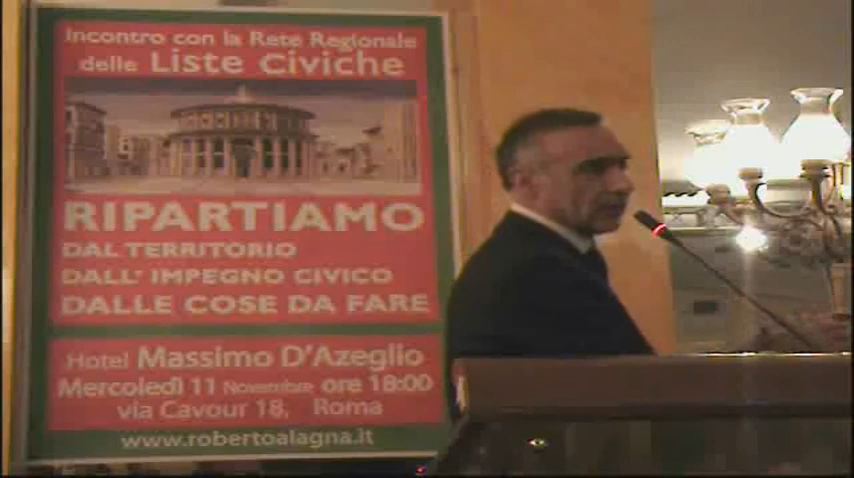 Incontro con la Rete Regionale
delle Liste Civiche
RIPARTIAMO
DAL TERRITORIO
DALL' IMPEGNO CIVICO
DALLE COSE DA FARE
Hotel Massimo D'Azeglio
Mercoledì 11 Novembre ore 18:00
via Cavour 18, Roma
www.robertoalagna.it